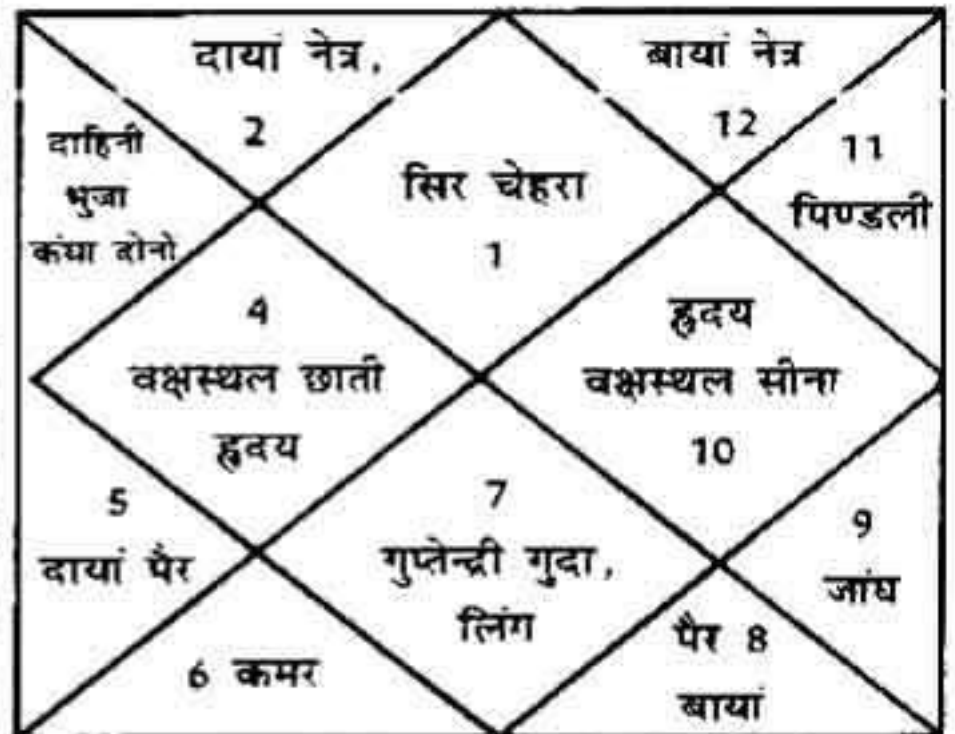 दायां नेत्र,
2
बायां नेत्र
12
दाहिनी
भुजा
कंघा दोनो
सिर चेहरा
1
11
पिण्डली
4
वक्षस्थल छाती
हृदय
हृदय
वक्षस्थल सीना
10
5
दायां पैर
7
गुप्तेन्द्री गुदा,
लिंग
9
जांघ
6 कमर
पैर 8
बायां